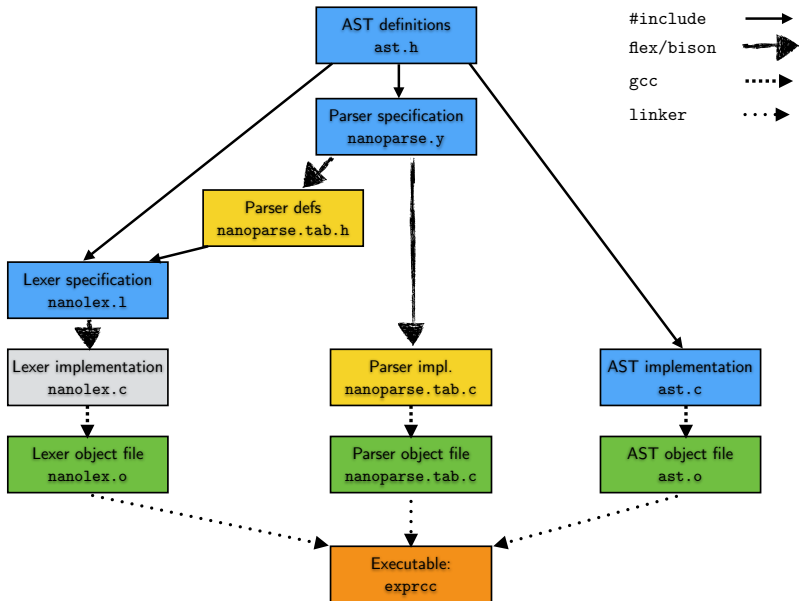 AST definitions
ast.h
#include
flex/bison
gcc
linker
Parser specification
nanoparse.y
Parser defs
nanoparse.tab.h
Lexer specification
nanolex.l
Lexer implementation
nanolex.c
Parser impl.
nanoparse.tab.c
AST implementation
ast.c
Lexer object file
nanolex.o
Parser object file
nanoparse.tab.c
AST object file
ast.o
Executable:
exprcc